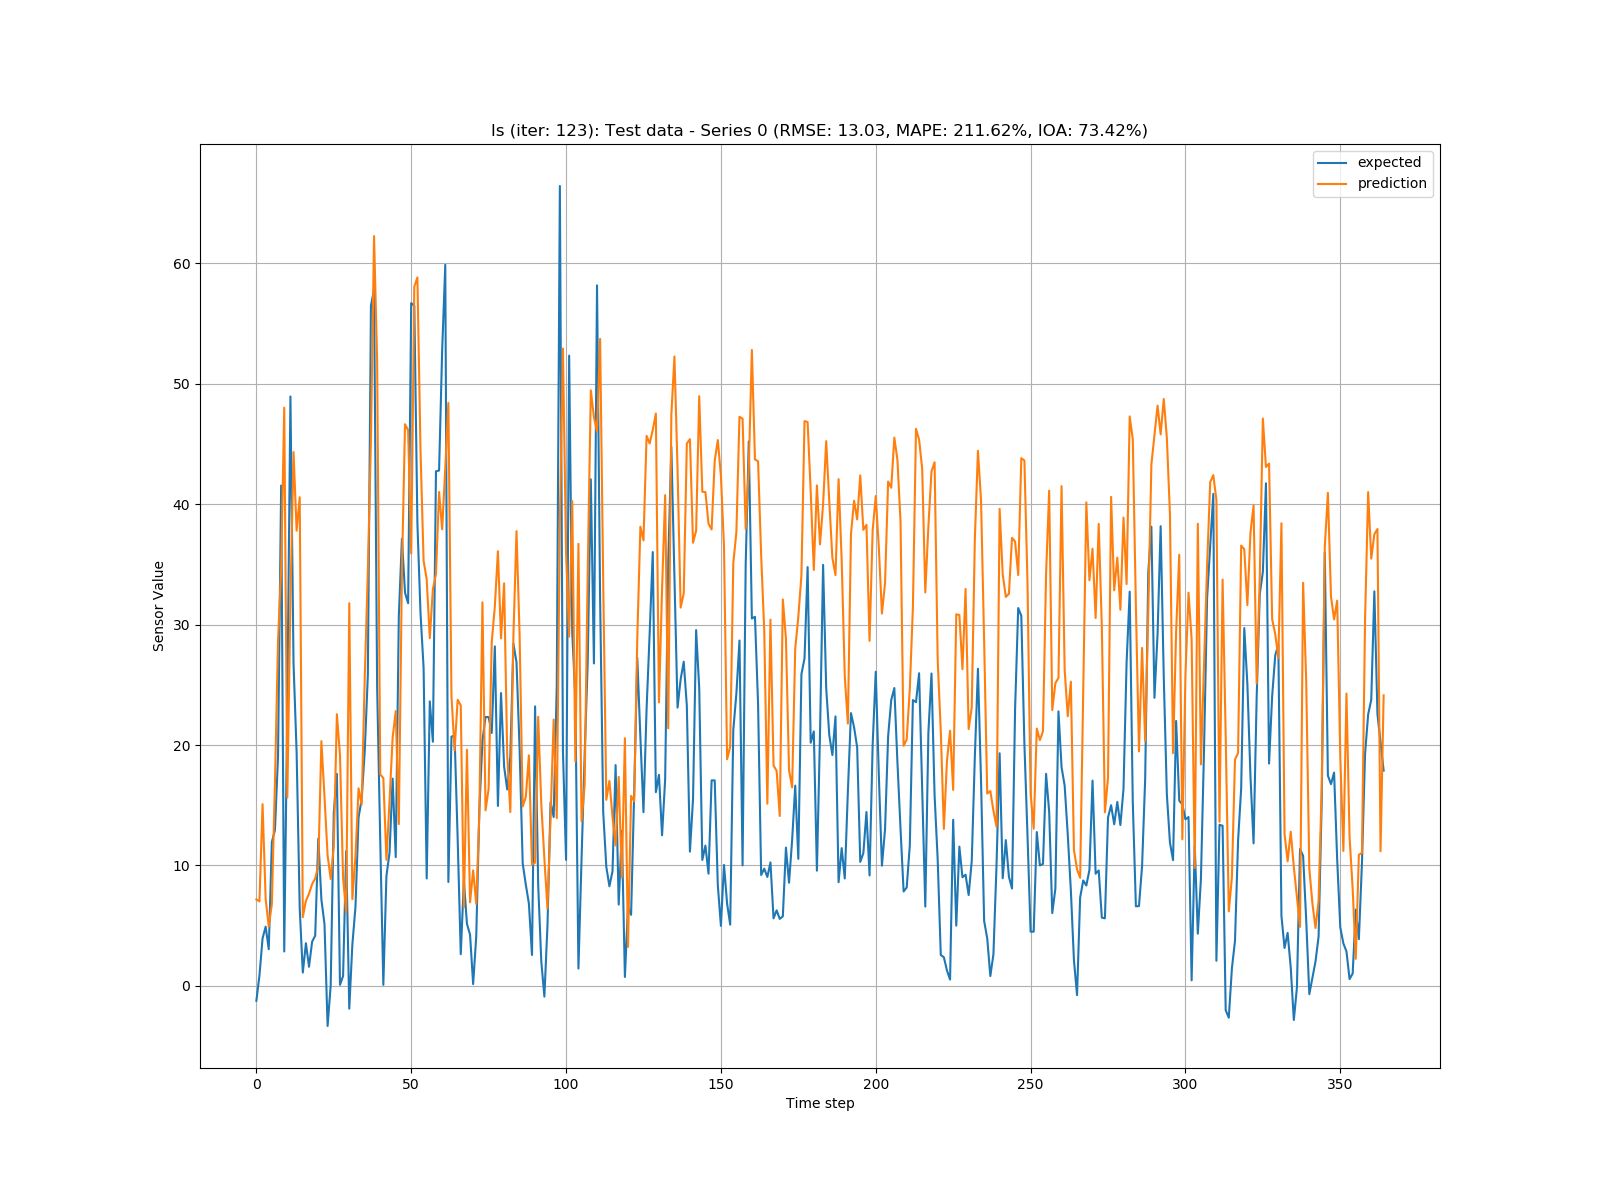 ls (iter: 123): Test data - Series 0 (RMSE: 13.03, MAPE: 211.62%, IOA: 73.42%)
expected
prediction
Sensor Value
60
50
40
30
20
10
0
0 50 100 150 200 250 300 350
Time step